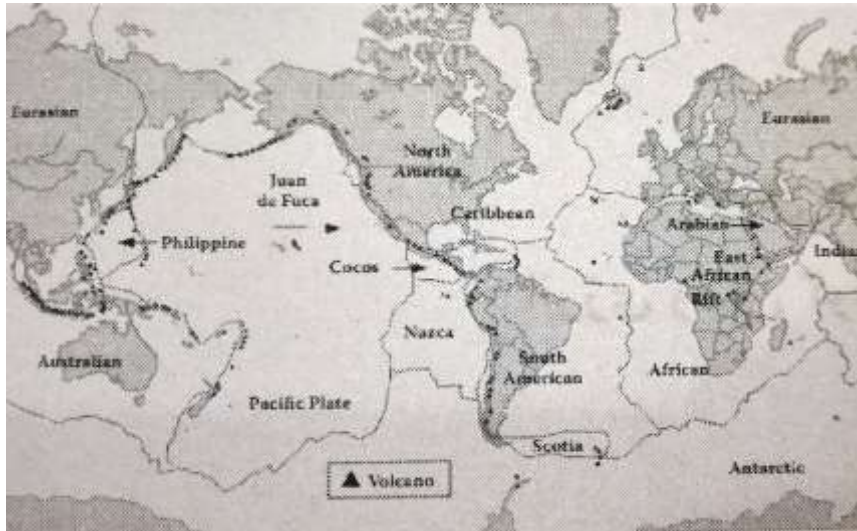 Eurasian
Eurasian
North
America
Juan
de Fuca
Caribbean
Arabian
Philippine
East
African
Rift
India
Cocos
Nazca
Australian
South
American
African
Pacific Plate
Scotia
Antarctic
Volcano